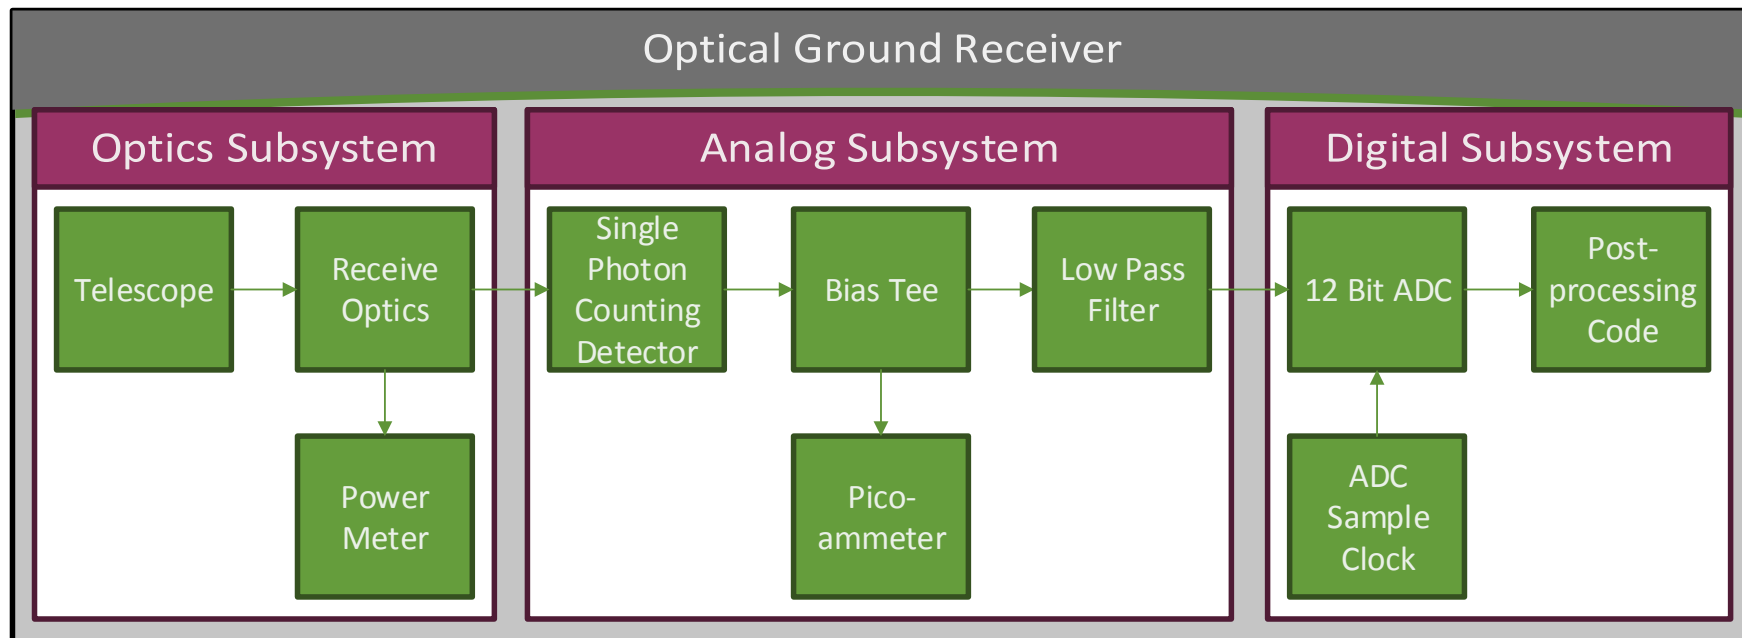 Optical Ground Receiver
Optics Subsystem
Telescope
Receive
Optics
Power
Meter
Analog Subsystem
Single
Photon
Counting
Detector
Bias Tee
Low Pass
Filter
Pico-
ammeter
Digital Subsystem
12 Bit ADC
Post-
processing
Code
ADC
Sample
Clock